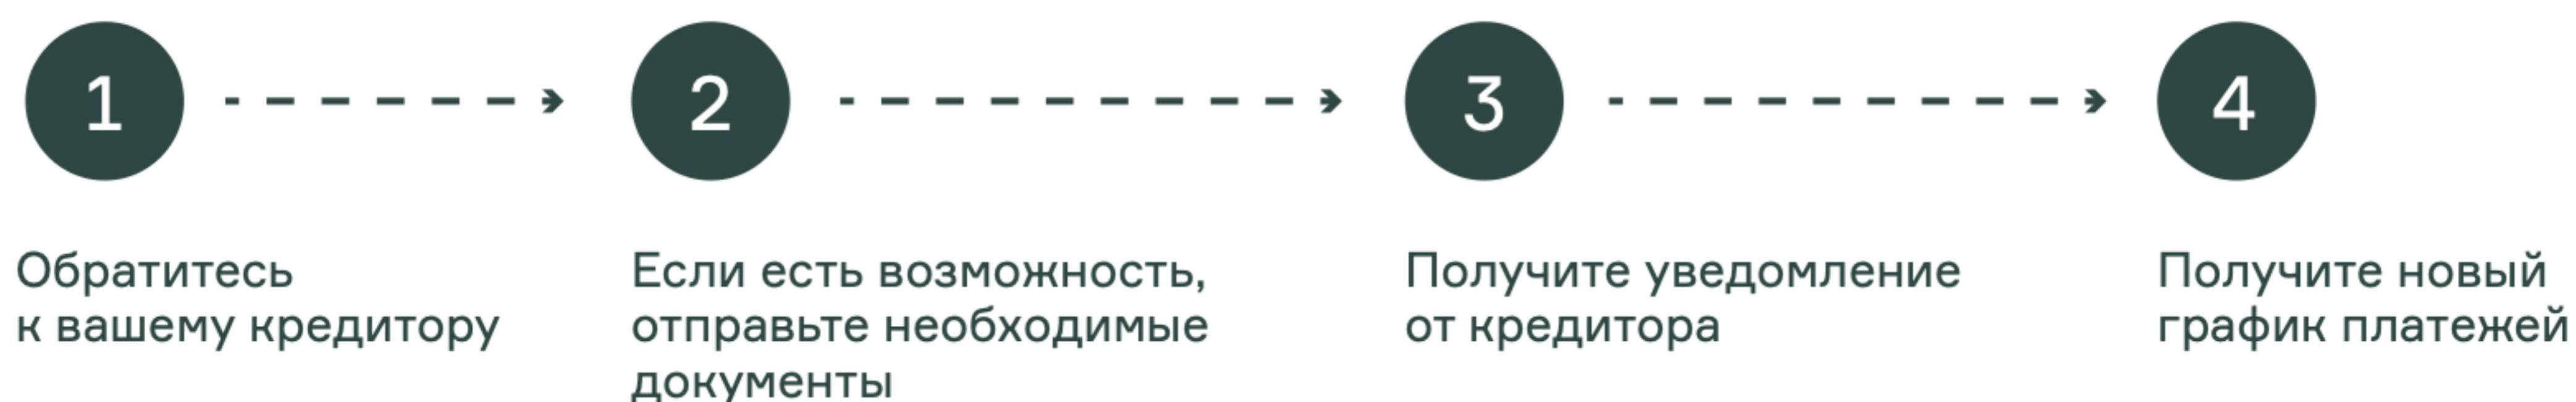 1
2
3
4
Обратитесь
к вашему кредитору
Если есть возможность,
отправьте необходимые
документы
Получите уведомление
от кредитора
Получите новый
график платежей